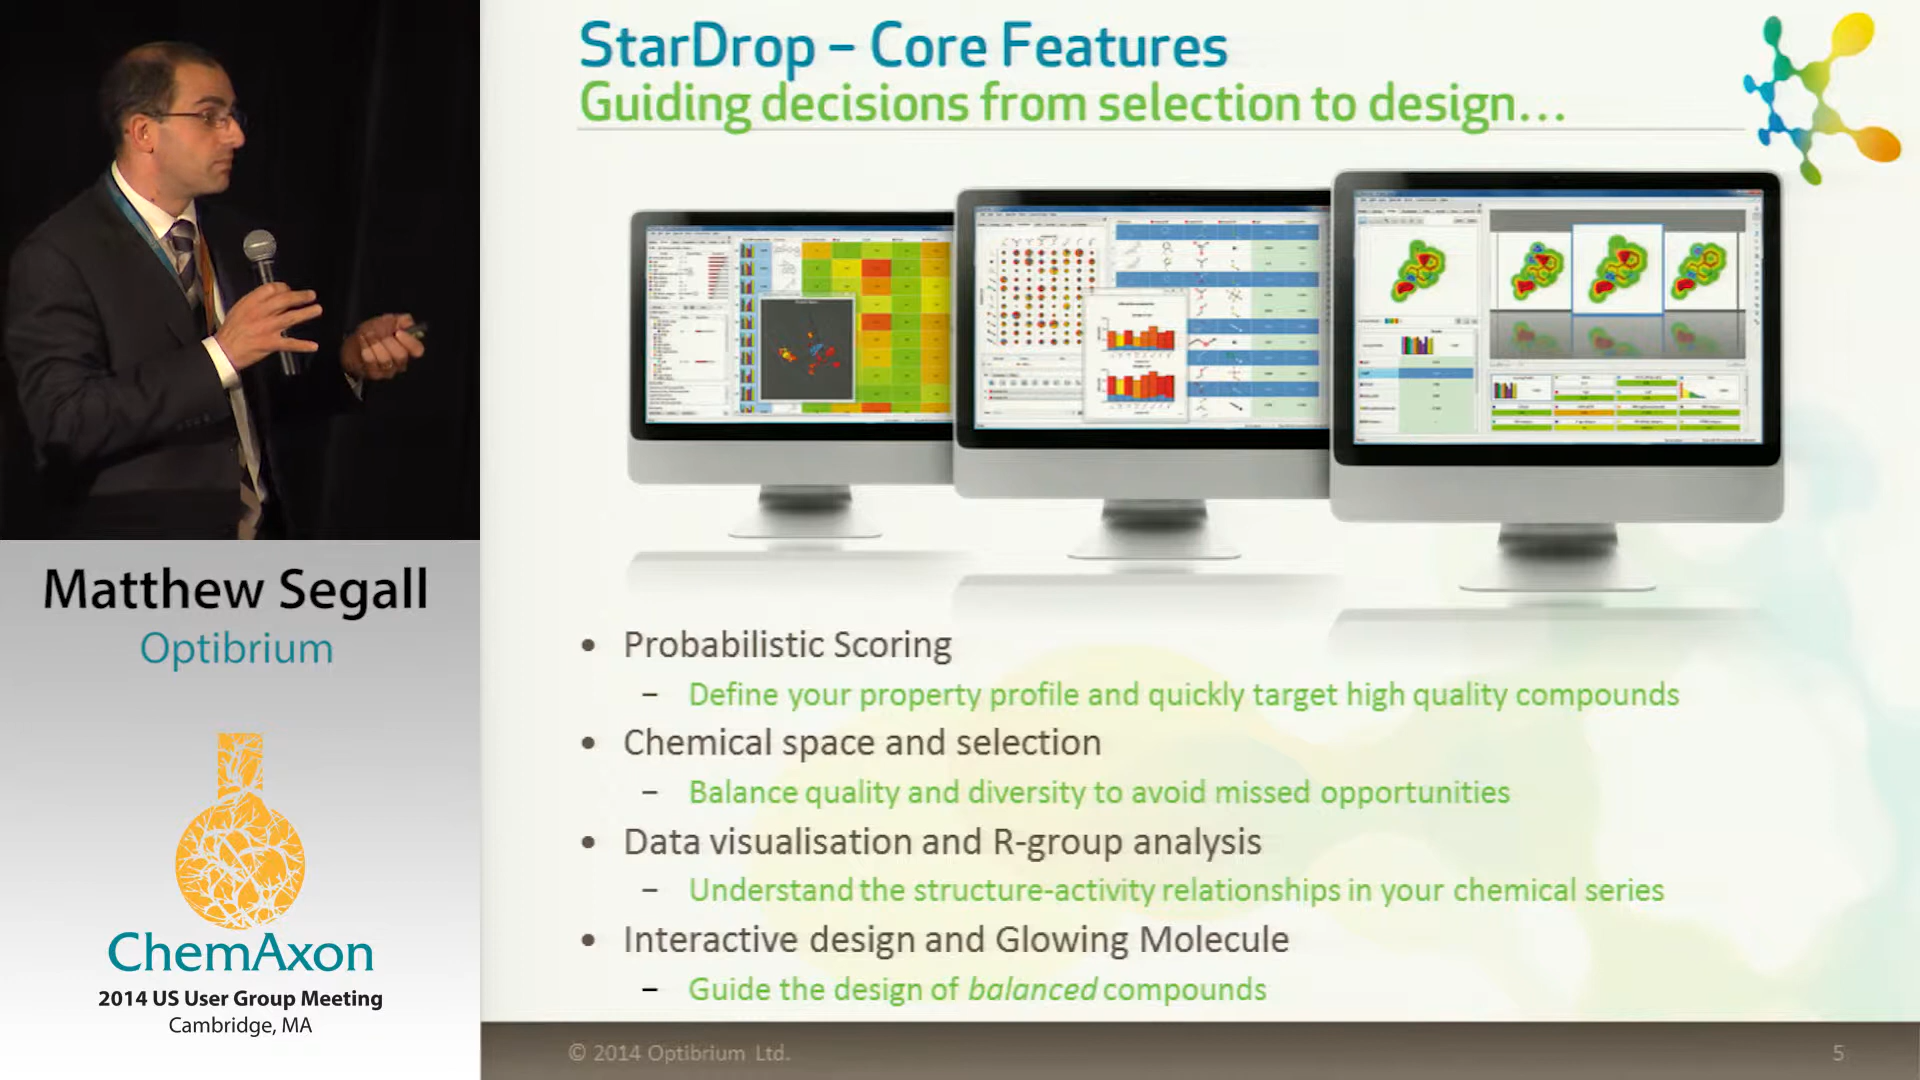 StarDrop – Core Features
Guiding decisions from selection to design...
Matthew Segall
Optibrium
ChemAxon
2014 US User Group Meeting
Cambridge, MA
• Probabilistic Scoring
– Define your property profile and quickly target high quality compounds
• Chemical space and selection
– Balance quality and diversity to avoid missed opportunities
• Data visualisation and R-group analysis
– Understand the structure-activity relationships in your chemical series
• Interactive design and Glowing Molecule
– Guide the design of balanced compounds
© 2014 Optibrium Ltd.
5